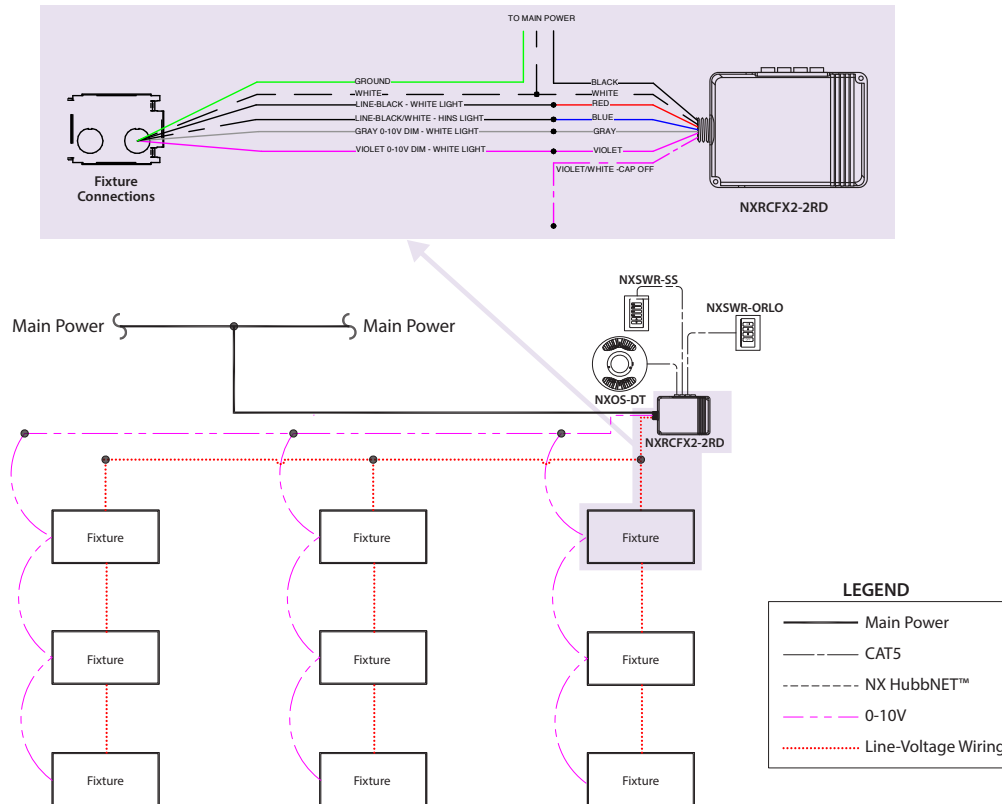 TO MAIN POWER
GROUND
BLACK
WHITE
WHITE
LINE-BLACK - WHITE LIGHT
RED
LINE-BLACK/WHITE - HINS LIGHT
BLUE
GRAY 0-10V DIM - WHITE LIGHT
GRAY
VIOLET 0-10V DIM - WHITE LIGHT
VIOLET
VIOLET/WHITE -CAP OFF
Fixture
Connections
NXRCFX2-2RD
NXSWR-SS
NXSWR-ORLO
Main Power
Main Power
NXOS-DT
NXRCFX2-2RD
Fixture
Fixture
Fixture
Fixture
Fixture
Fixture
Fixture
Fixture
Fixture
LEGEND
Main Power
CAT5
NX HubbNET™
0-10V
Line-Voltage Wiring